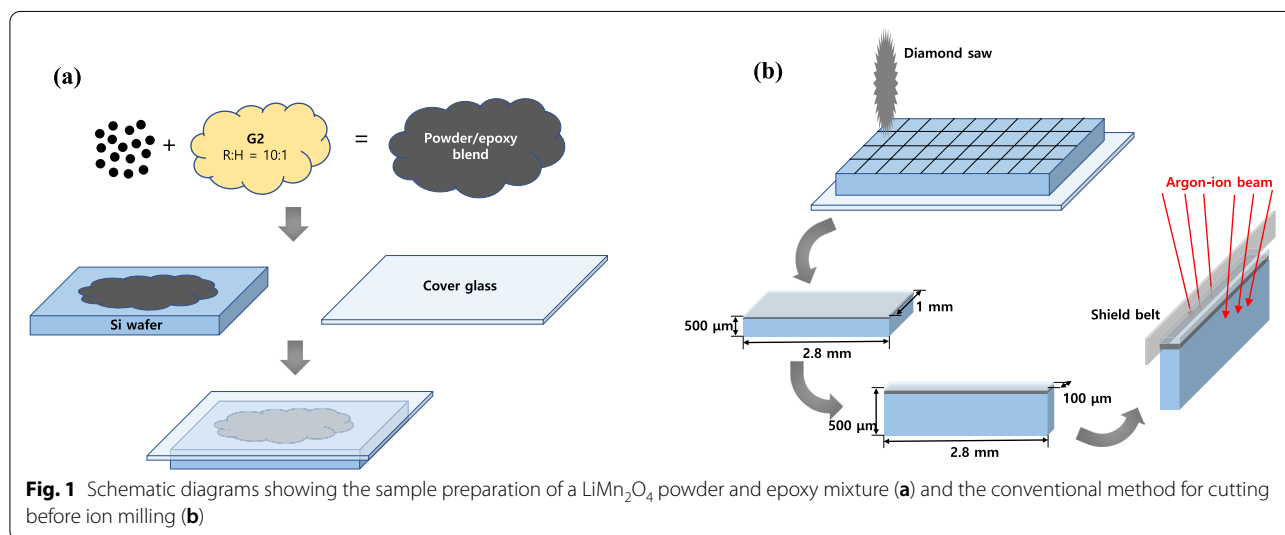 (a)
+
G2
R:H = 10:1
=
Powder/epoxy
blend
Si wafer
Cover glass
(b)
Diamond saw
Argon-ion beam
Shield belt
500 μm
1 mm
2.8 mm
100 μm
500 μm
2.8 mm
Fig. 1 Schematic diagrams showing the sample preparation of a LiMn₂O₄ powder and epoxy mixture (a) and the conventional method for cutting
before ion milling (b)